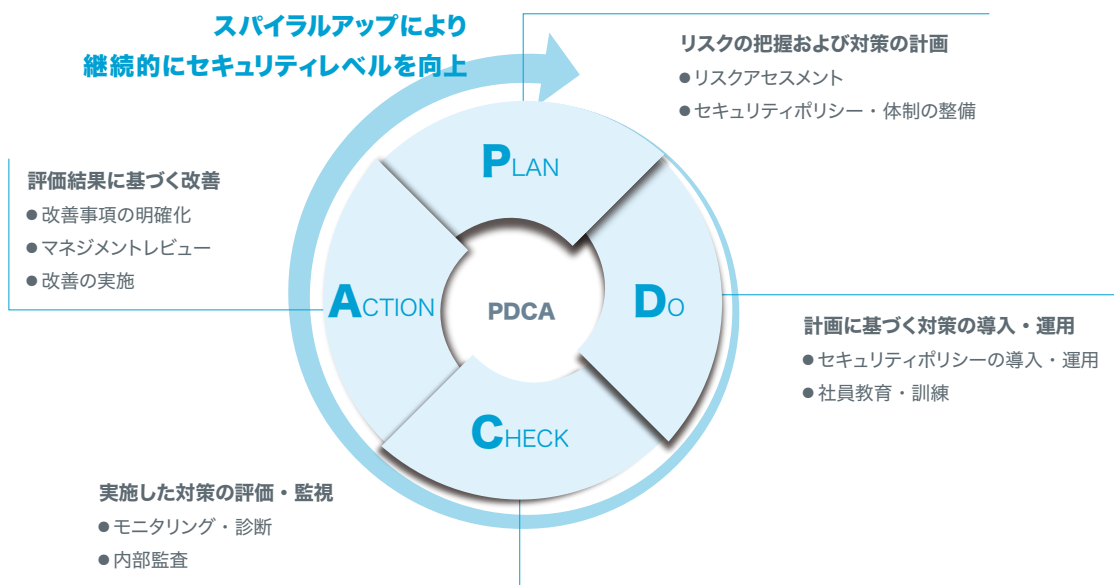 スパイラルアップにより
継続的にセキュリティレベルを向上
リスクの把握および対策の計画
●リスクアセスメント
●セキュリティポリシー・体制の整備
PLAN
評価結果に基づく改善
●改善事項の明確化
●マネジメントレビュー
●改善の実施
ACTION
PDCA
DO
計画に基づく対策の導入・運用
●セキュリティポリシーの導入・運用
●社員教育・訓練
CHECK
実施した対策の評価・監視
●モニタリング・診断
●内部監査